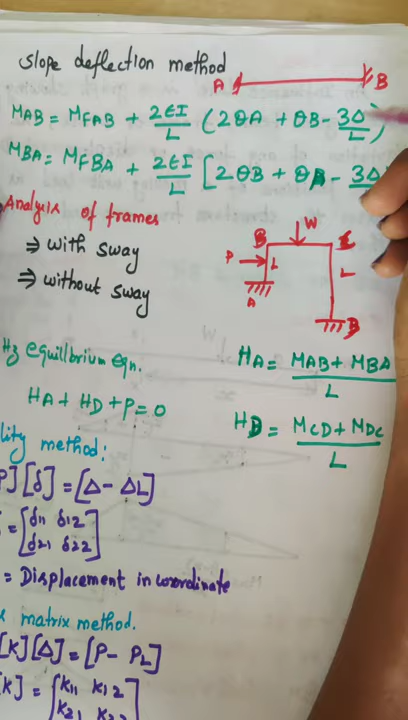 slope deflection method
A B
MAB = MFAB + 2EI/L (2θA + θB - 3Δ/L)
MBA = MFBA + 2EI/L [2θB + θA - 3Δ
Analysis of frames
⇒ with sway
⇒ without sway
W
B C
P L L
A
D
Hz equilibrium eqn.
HA = MAB + MBA / L
HA + HD + P = 0
HD = MCD + MDC / L
lity method:
P] [δ] = [Δ - ΔL]
= [δ11 δ12
δ21 δ22]
= Displacement in coordinate
matrix method.
[K] [Δ] = [P - PL]
K] = [K11 K12
K21